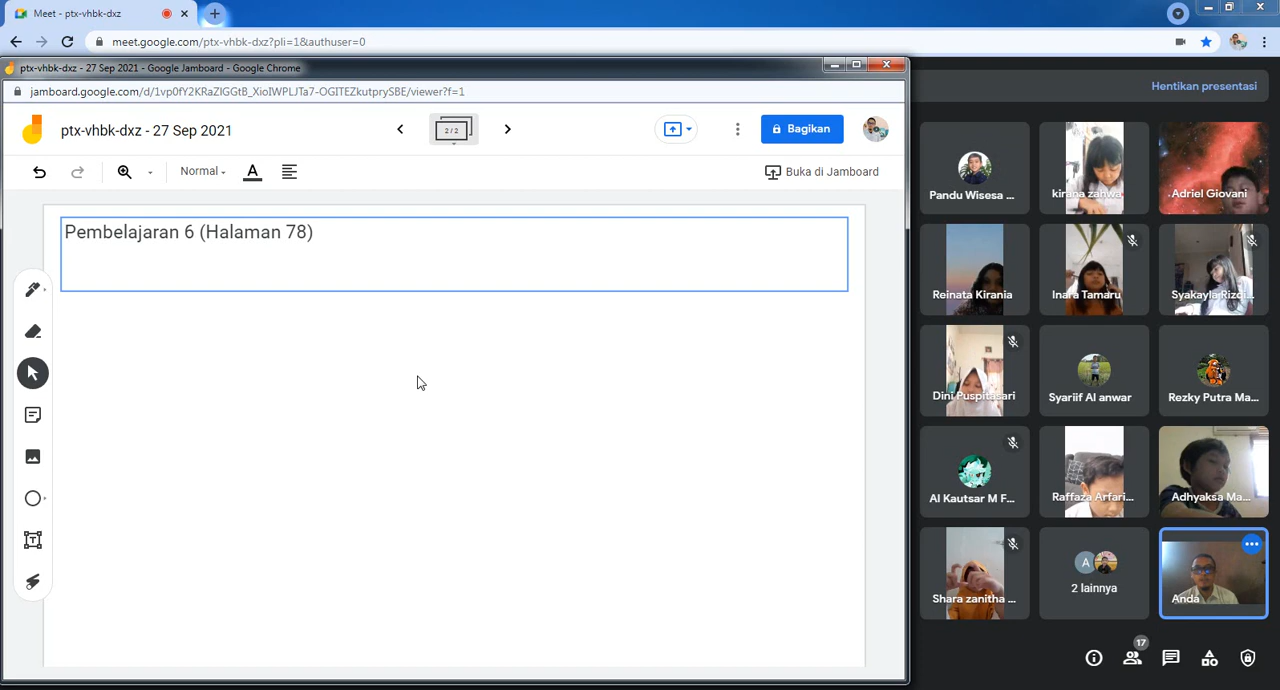 Meet - ptx-vhbk-dxz
meet.google.com/ptx-vhbk-dxz?pli=1&authuser=0
ptx-vhbk-dxz - 27 Sep 2021 - Google Jamboard - Google Chrome
jamboard.google.com/d/1vp0fY2KRaZlGGtB_XioIWPLJTa7-OGITEZkutprySBE/viewer?f=1
Hentikan presentasi
ptx-vhbk-dxz - 27 Sep 2021
2 / 2
Bagikan
Normal
A
Buka di Jamboard
Pembelajaran 6 (Halaman 78)
T
Pandu Wisesa ...
kirana zahwa
Adriel Giovani
Reinata Kirania
Inara Tamaru
Syakayla Rizdi...
Dini Puspitasari
Syariif Al anwar
Rezky Putra Ma...
Al Kautsar M F...
Raffaza Arfari...
Adhyaksa Ma...
Shara zanitha ...
A
2 lainnya
Anda
17